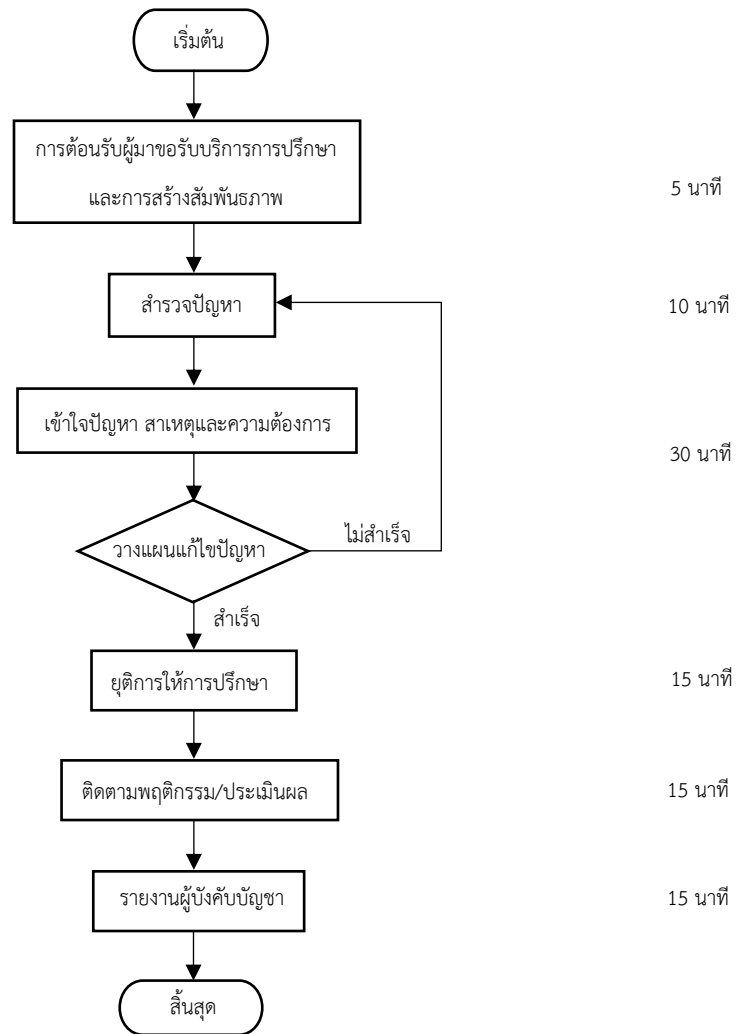 เริ่มต้น
การต้อนรับผู้มาขอรับบริการการปรึกษา
และการสร้างสัมพันธภาพ
5 นาที
สำรวจปัญหา
10 นาที
เข้าใจปัญหา สาเหตุและความต้องการ
30 นาที
วางแผนแก้ไขปัญหา
ไม่สำเร็จ
สำเร็จ
ยุติการให้การปรึกษา
15 นาที
ติดตามพฤติกรรม/ประเมินผล
15 นาที
รายงานผู้บังคับบัญชา
15 นาที
สิ้นสุด